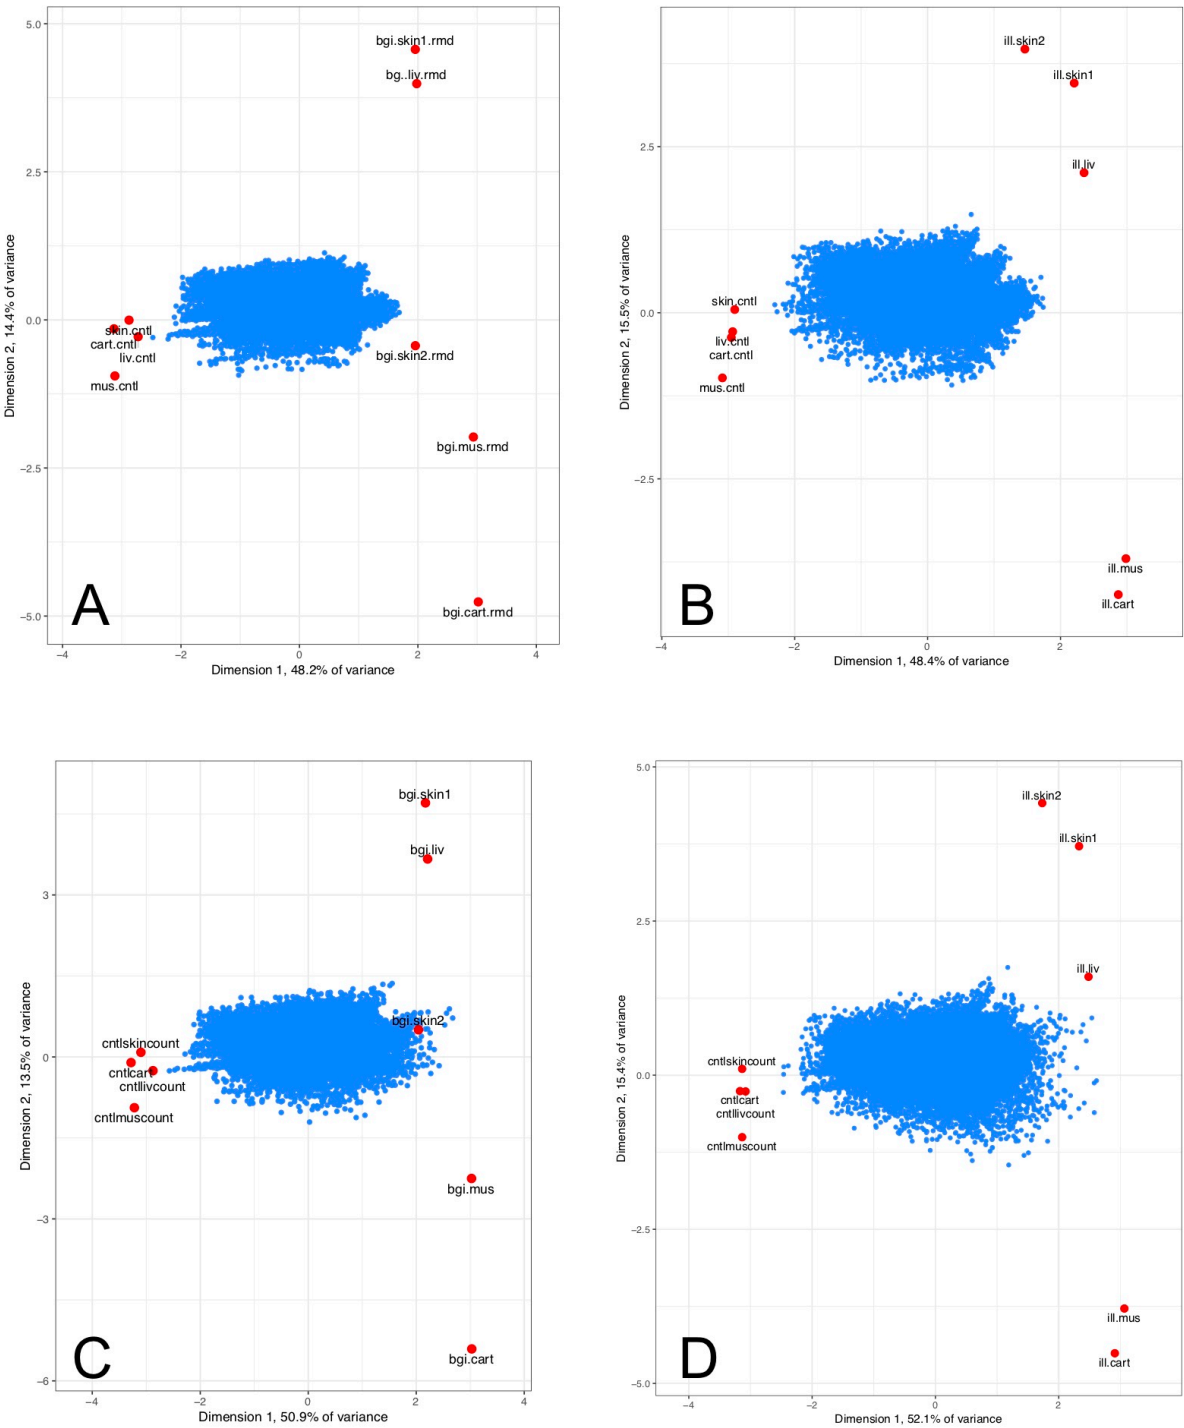 5.0
2.5
0.0
−2.5
−5.0
Dimension 2, 14.4% of variance
bgi.skin1.rmd
bg..liv.rmd
skin.cntl
cart.cntl
liv.cntl
mus.cntl
bgi.skin2.rmd
bgi.mus.rmd
bgi.cart.rmd
A
−4
−2
0
2
4
Dimension 1, 48.2% of variance
2.5
0.0
−2.5
Dimension 2, 15.5% of variance
ill.skin2
ill.skin1
ill.liv
skin.cntl
liv.cntl
cart.cntl
mus.cntl
ill.mus
ill.cart
B
−4
−2
0
2
Dimension 1, 48.4% of variance
3
0
−3
−6
Dimension 2, 13.5% of variance
bgi.skin1
bgi.liv
bgi.skin2
cntlskincount
cntlcart
cntllivcount
cntlmuscount
bgi.mus
bgi.cart
C
−4
−2
0
2
4
Dimension 1, 50.9% of variance
5.0
2.5
0.0
−2.5
−5.0
Dimension 2, 15.4% of variance
ill.skin2
ill.skin1
ill.liv
cntlskincount
cntlcart
cntllivcount
cntlmuscount
ill.mus
ill.cart
D
−4
−2
0
2
Dimension 1, 52.1% of variance